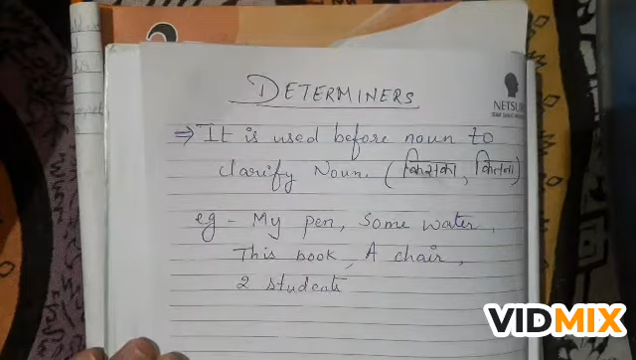 DETERMINERS
NETSU
⇒ It is used before noun to
clarify Noun. (किसका, कितना)
eg - My pen, Some water,
This book, A chair,
2 students
VIDMIX